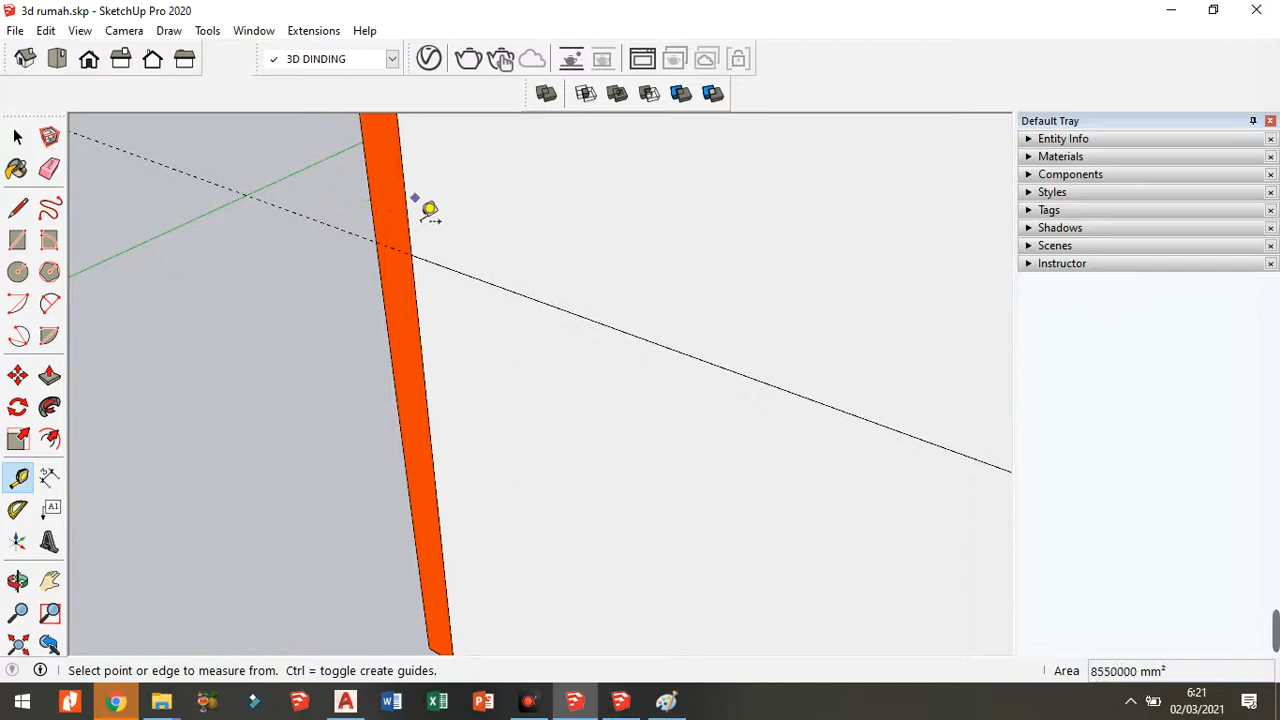 3d rumah.skp - SketchUp Pro 2020
File Edit View Camera Draw Tools Window Extensions Help
✓ 3D DINDING
Default Tray
Entity Info
Materials
Components
Styles
Tags
Shadows
Scenes
Instructor
A1
Select point or edge to measure from. Ctrl = toggle create guides.
Area 8550000 mm²
6:21
02/03/2021